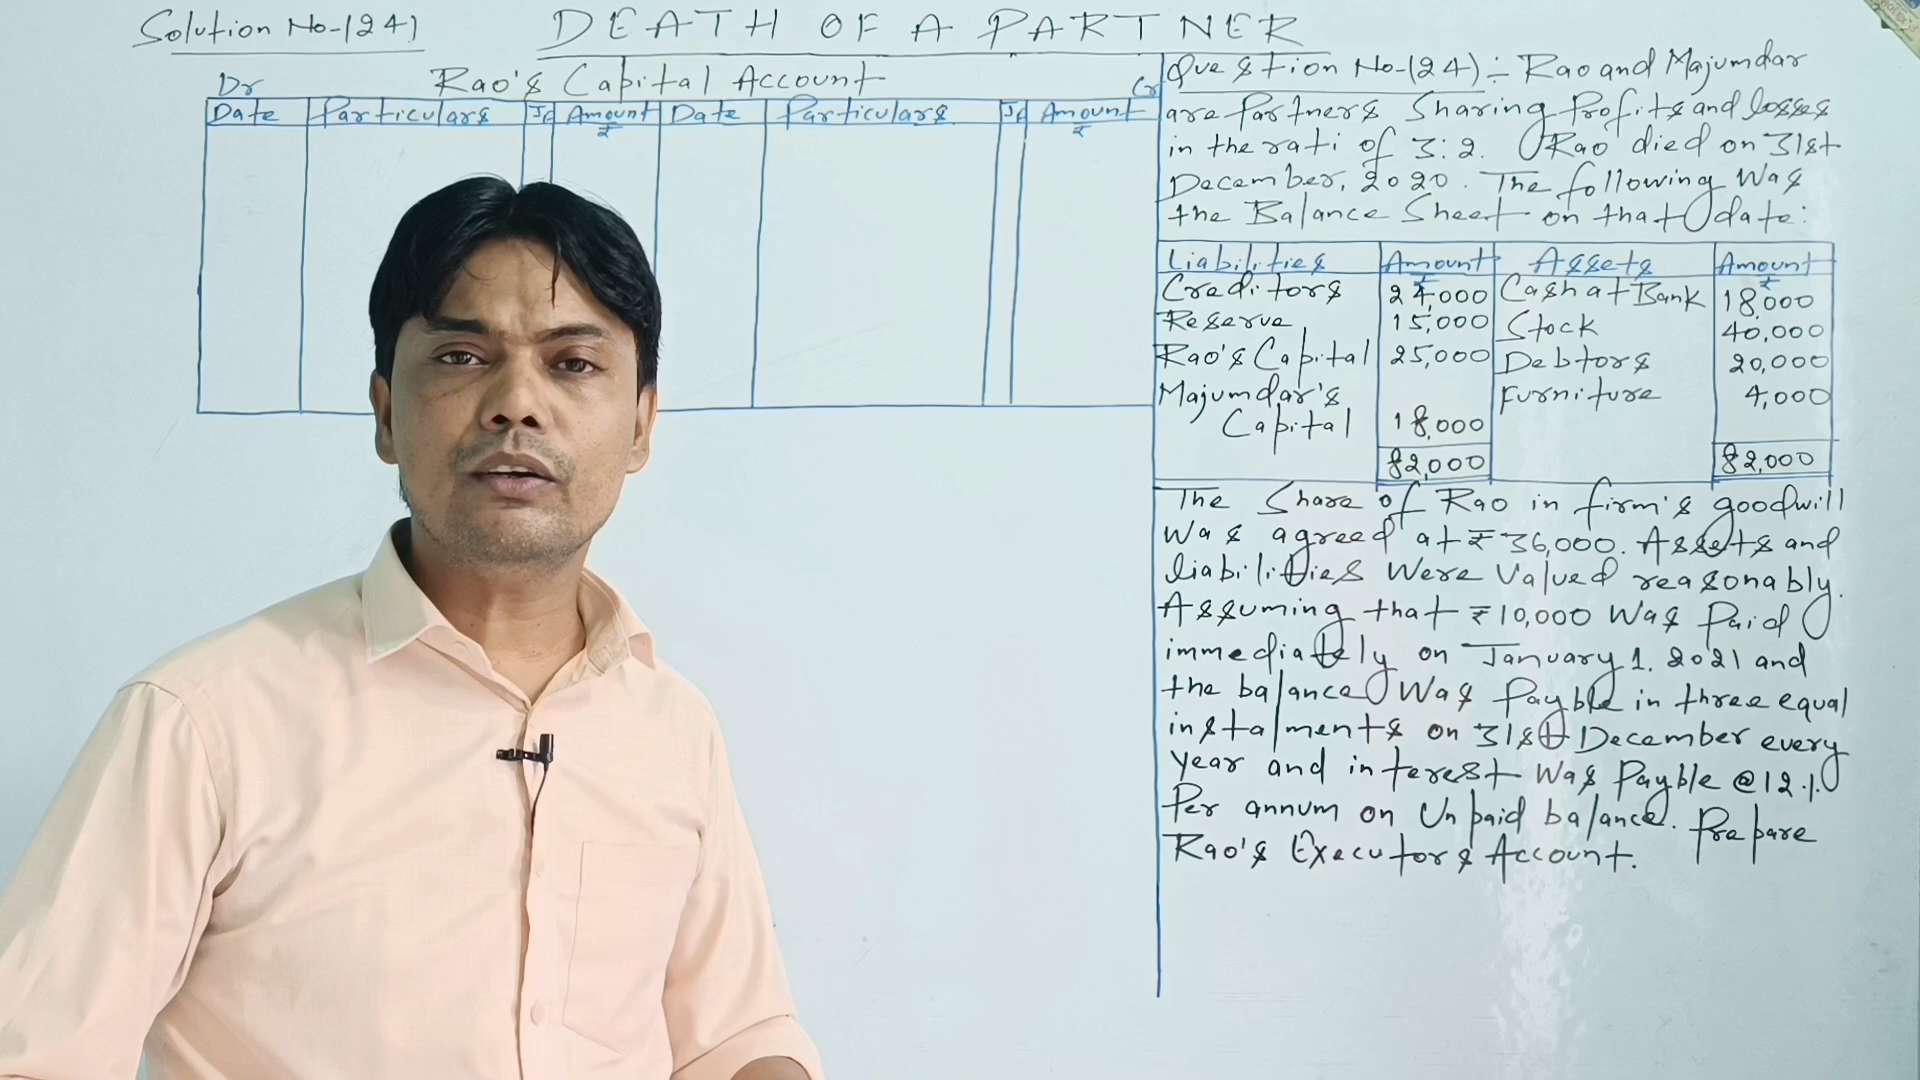 Solution No-(24)
DEATH OF A PARTNER
Dr Rao's Capital Account Cr
Date Particulars J.F Amount ₹ Date Particulars J.F Amount ₹
Question No-(24) :- Rao and Majumdar
are Partners Sharing Profits and losses
in the rati of 3:2. Rao died on 31st
December, 2020. The following Was
the Balance Sheet on that date:
Liabilities Amount ₹ Assets Amount ₹
Creditors 24,000 Cash at Bank 18,000
Reserve 15,000 Stock 40,000
Rao's Capital 25,000 Debtors 20,000
Majumdar's Furniture 4,000
Capital 18,000
82,000 82,000
The Share of Rao in firm's goodwill
Was agreed at ₹ 36,000. Assets and
liabilities Were Valued reasonably.
Assuming that ₹ 10,000 Was Paid
immediately on January 1, 2021 and
the balance Was Payble in three equal
instalments on 31st December every
Year and interest Was Payble @ 12%
Per annum on Unpaid balance. Prepare
Rao's Executors Account.